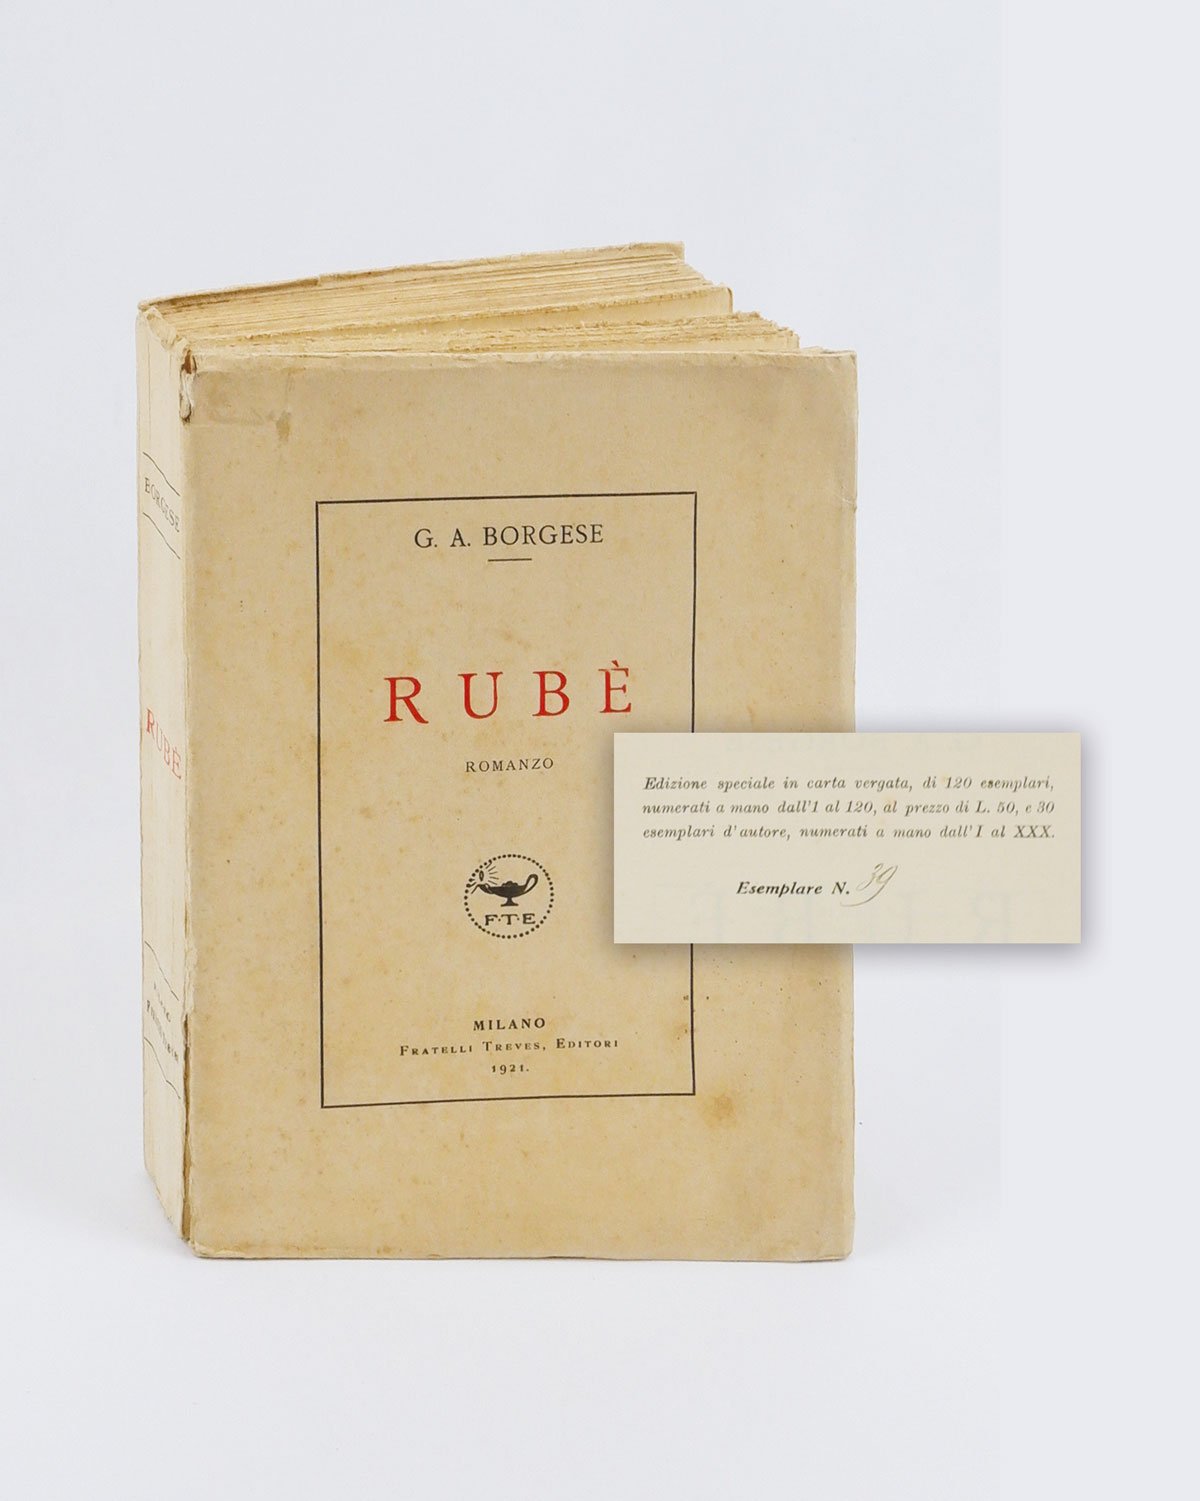 BORGESE
RUBÈ
G. A. BORGESE
RUBÈ
ROMANZO
F·T·E
MILANO
FRATELLI TREVES, EDITORI
1921.
Edizione speciale in carta vergata, di 120 esemplari,
numerati a mano dall'1 al 120, al prezzo di L. 50, e 30
esemplari d'autore, numerati a mano dall'I al XXX.
Esemplare N. 39